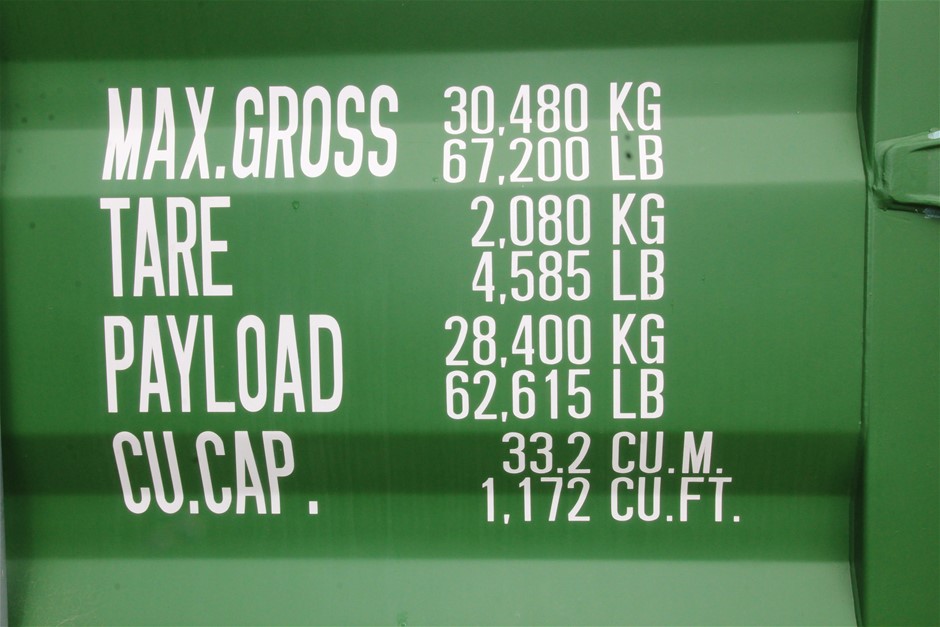 MAX.GROSS 30,480 KG
67,200 LB
TARE 2,080 KG
4,585 LB
PAYLOAD 28,400 KG
62,615 LB
CU.CAP. 33.2 CU.M.
1,172 CU.FT.